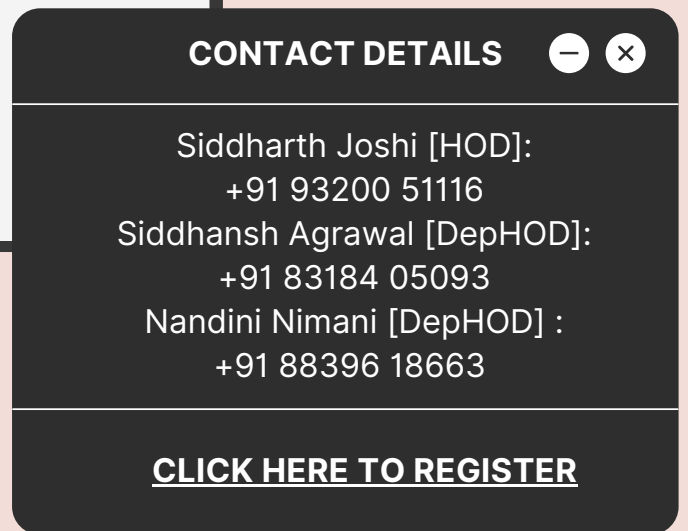 CONTACT DETAILS
Siddharth Joshi [HOD]:
+91 93200 51116
Siddhansh Agrawal [DepHOD]:
+91 83184 05093
Nandini Nimani [DepHOD] :
+91 88396 18663
CLICK HERE TO REGISTER